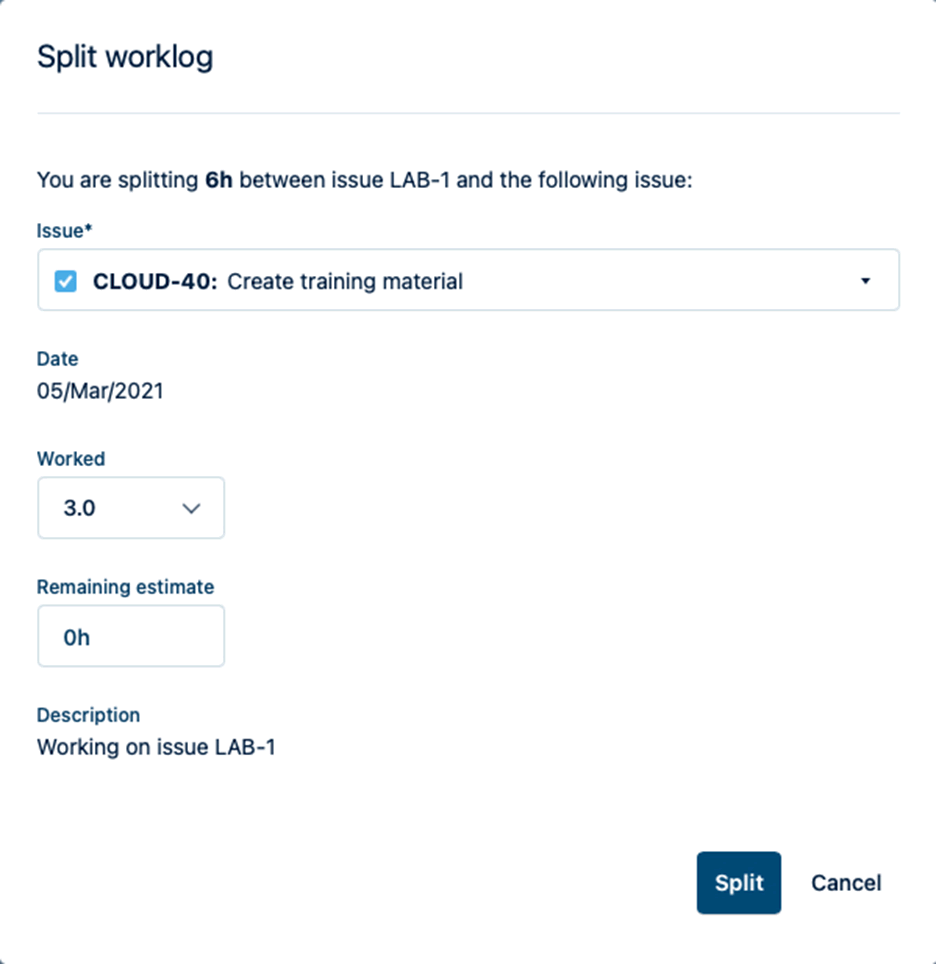 Split worklog
You are splitting 6h between issue LAB-1 and the following issue:
Issue*
CLOUD-40: Create training material
Date
05/Mar/2021
Worked
3.0
Remaining estimate
0h
Description
Working on issue LAB-1
Split Cancel